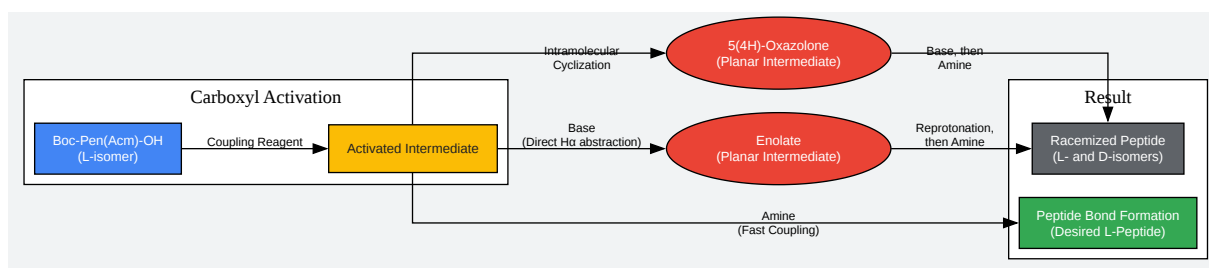 Carboxyl Activation
Boc-Pen(Acm)-OH
(L-isomer)
Coupling Reagent
Activated Intermediate
Intramolecular
Cyclization
5(4H)-Oxazolone
(Planar Intermediate)
Base, then
Amine
Base
(Direct Hα abstraction)
Enolate
(Planar Intermediate)
Reprotonation,
then Amine
Amine
(Fast Coupling)
Result
Racemized Peptide
(L- and D-isomers)
Peptide Bond Formation
(Desired L-Peptide)